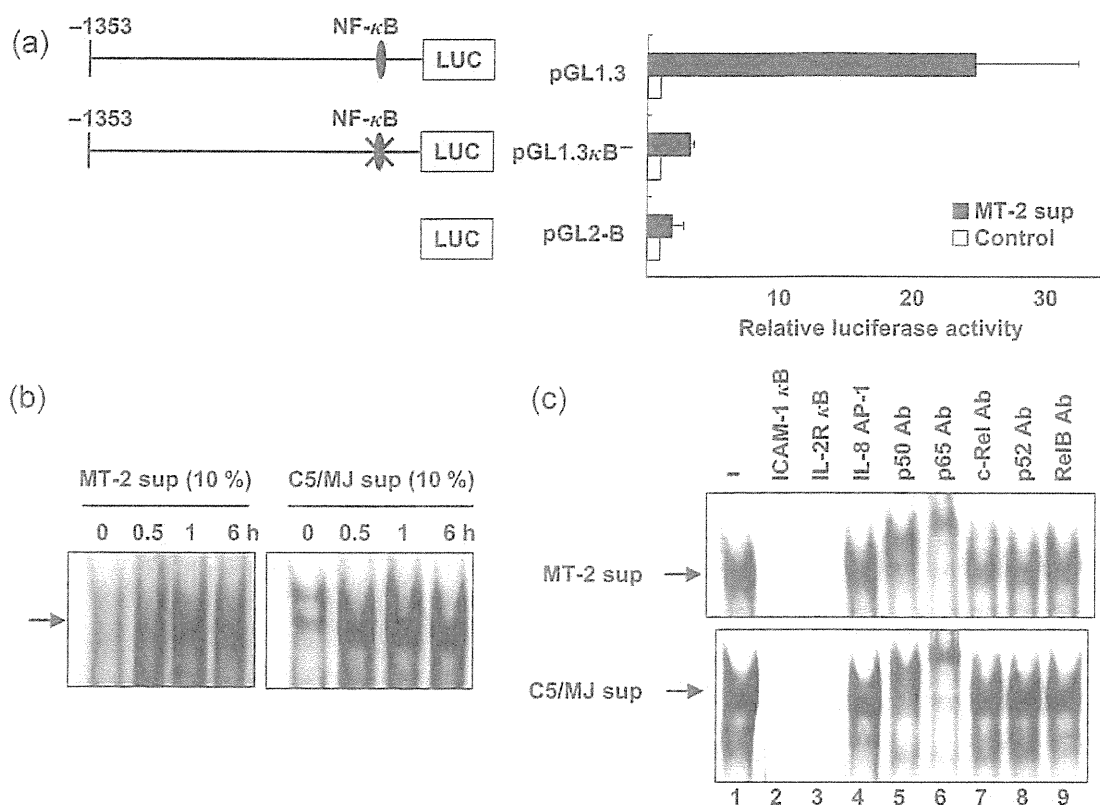 (a)
–1353 NF-κB
LUC
–1353 NF-κB
LUC
LUC
pGL1.3
pGL1.3κB⁻
pGL2-B
MT-2 sup
Control
10 20 30
Relative luciferase activity
(b)
MT-2 sup (10 %) C5/MJ sup (10 %)
0 0.5 1 6 h 0 0.5 1 6 h
(c)
–
ICAM-1 κB
IL-2R κB
IL-8 AP-1
p50 Ab
p65 Ab
c-Rel Ab
p52 Ab
RelB Ab
MT-2 sup
C5/MJ sup
1 2 3 4 5 6 7 8 9